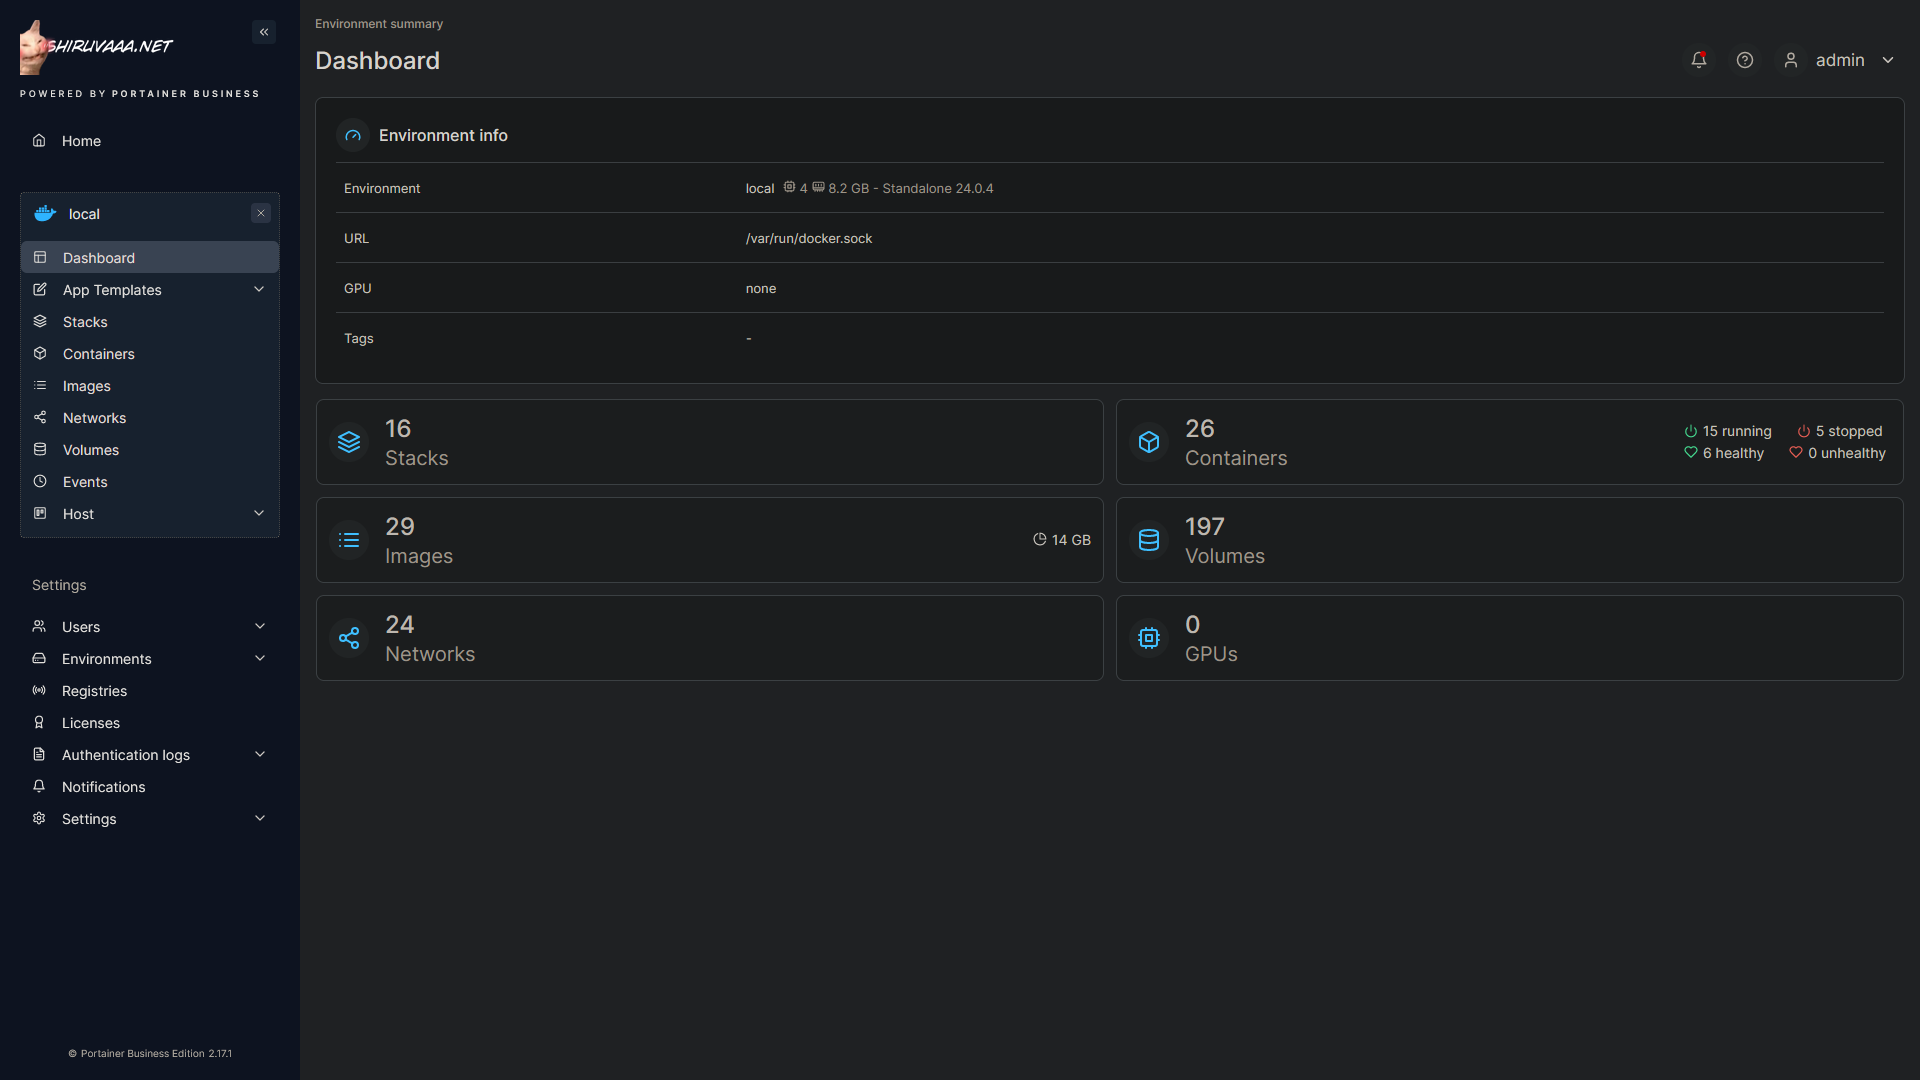 SHIRUVAAA.NET
POWERED BY PORTAINER BUSINESS
Home
local
Dashboard
App Templates
Stacks
Containers
Images
Networks
Volumes
Events
Host
Settings
Users
Environments
Registries
Licenses
Authentication logs
Notifications
Settings
© Portainer Business Edition 2.17.1
Environment summary
Dashboard
admin
Environment info
Environment local 4 8.2 GB - Standalone 24.0.4
URL /var/run/docker.sock
GPU none
Tags -
16
Stacks
26
Containers
15 running 5 stopped
6 healthy 0 unhealthy
29
Images
14 GB
197
Volumes
24
Networks
0
GPUs